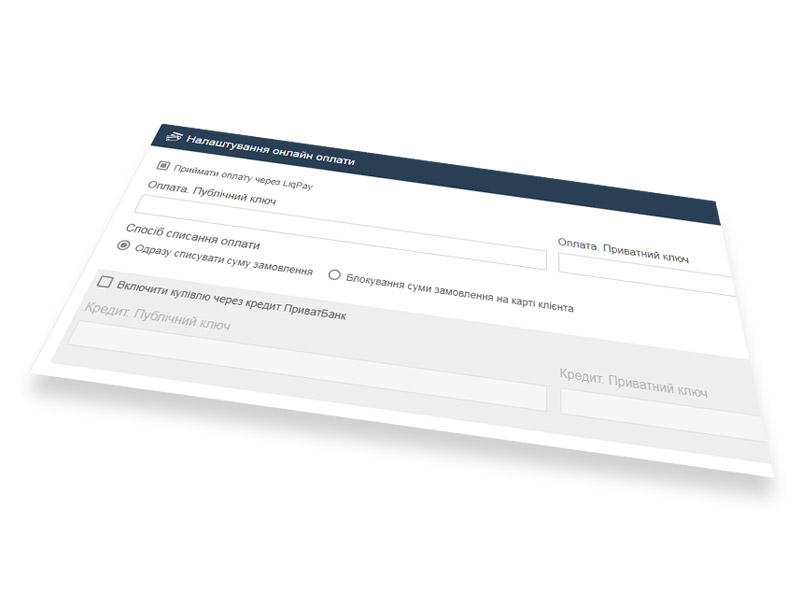 Налаштування онлайн оплати
Приймати оплату через LiqPay
Оплата. Публічний ключ
Оплата. Приватний ключ
Спосіб списання оплати
Одразу списувати суму замовлення
Блокування суми замовлення на карті клієнта
Включити купівлю через кредит ПриватБанк
Кредит. Публічний ключ
Кредит. Приватний ключ